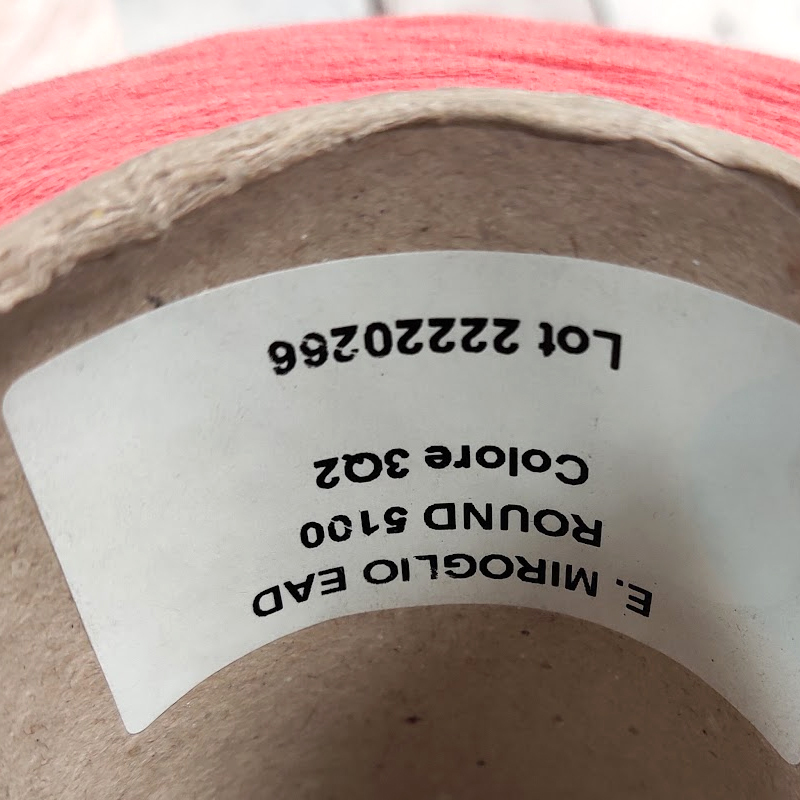 E. MIROGLIO EAD
ROUND 5100
Colore 3Q2
Lot 22220266